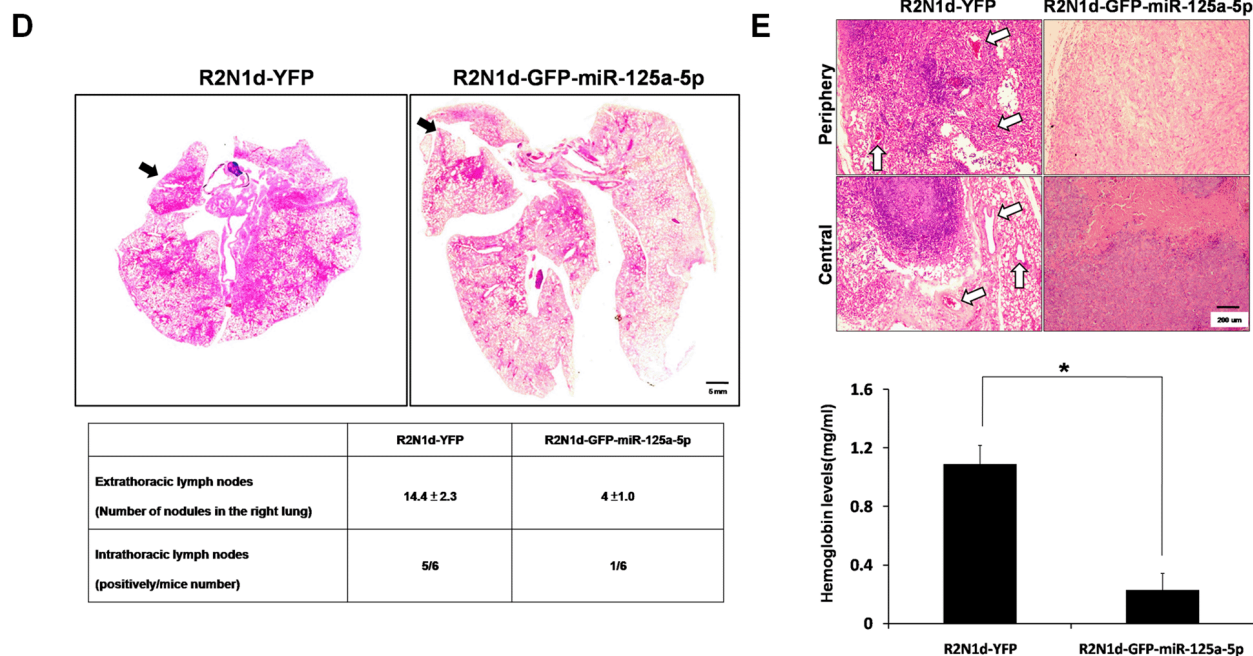 D
R2N1d-YFP
R2N1d-GFP-miR-125a-5p
5 mm
R2N1d-YFP
R2N1d-GFP-miR-125a-5p
Extrathoracic lymph nodes
(Number of nodules in the right lung)
14.4 ± 2.3
4 ±1.0
Intrathoracic lymph nodes
(positively/mice number)
5/6
1/6
E
R2N1d-YFP
R2N1d-GFP-miR-125a-5p
Periphery
Central
200 um
*
Hemoglobin levels(mg/ml)
1.6
1.2
0.8
0.4
0
R2N1d-YFP
R2N1d-GFP-miR-125a-5p